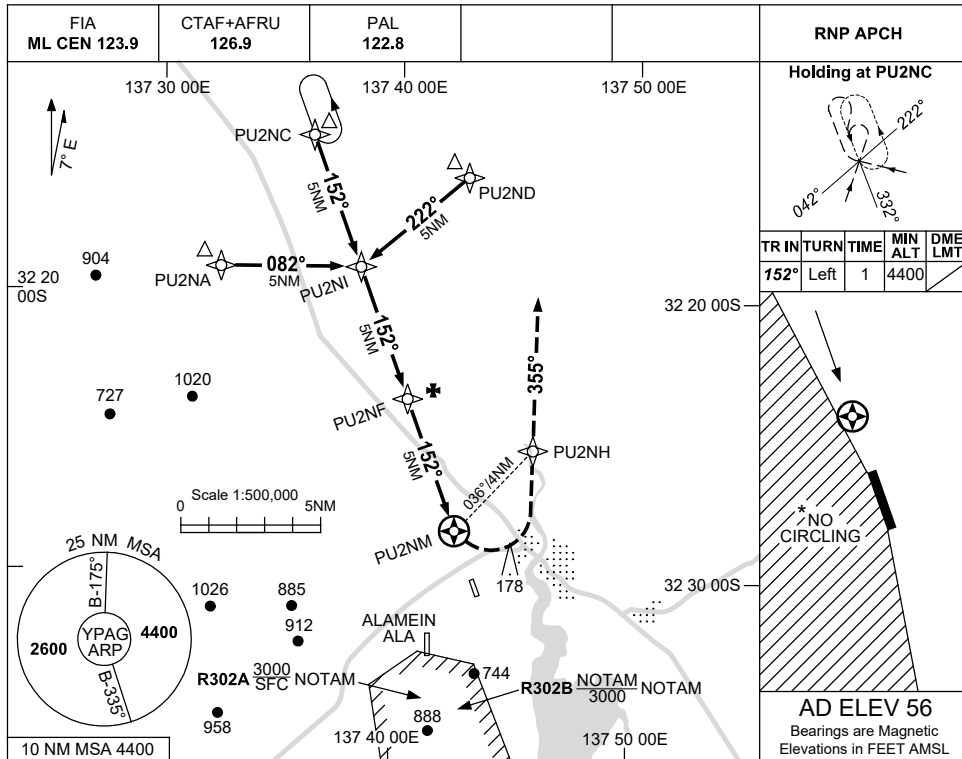 FIA
ML CEN 123.9
CTAF+AFRU
126.9
PAL
122.8
RNP APCH
137 30 00E
137 40 00E
137 50 00E
7° E
PU2NC
152°
5NM
PU2ND
222°
5NM
PU2NA
082°
5NM
PU2NI
904
32 20
00S
32 20 00S
152°
5NM
727
1020
PU2NF
355°
152°
5NM
PU2NH
036°/4NM
Scale 1:500,000
0
5NM
PU2NM
178
32 30 00S
25 NM MSA
B-175°
2600
YPAG
ARP
4400
B-335°
10 NM MSA 4400
1026
885
912
958
ALAMEIN
ALA
R302A 3000
SFC NOTAM
744
R302B NOTAM
3000 NOTAM
888
137 40 00E
137 50 00E
Holding at PU2NC
222°
042°
332°
TR IN TURN TIME MIN ALT DME LMT
152° Left 1 4400
*NO
CIRCLING
AD ELEV 56
Bearings are Magnetic
Elevations in FEET AMSL